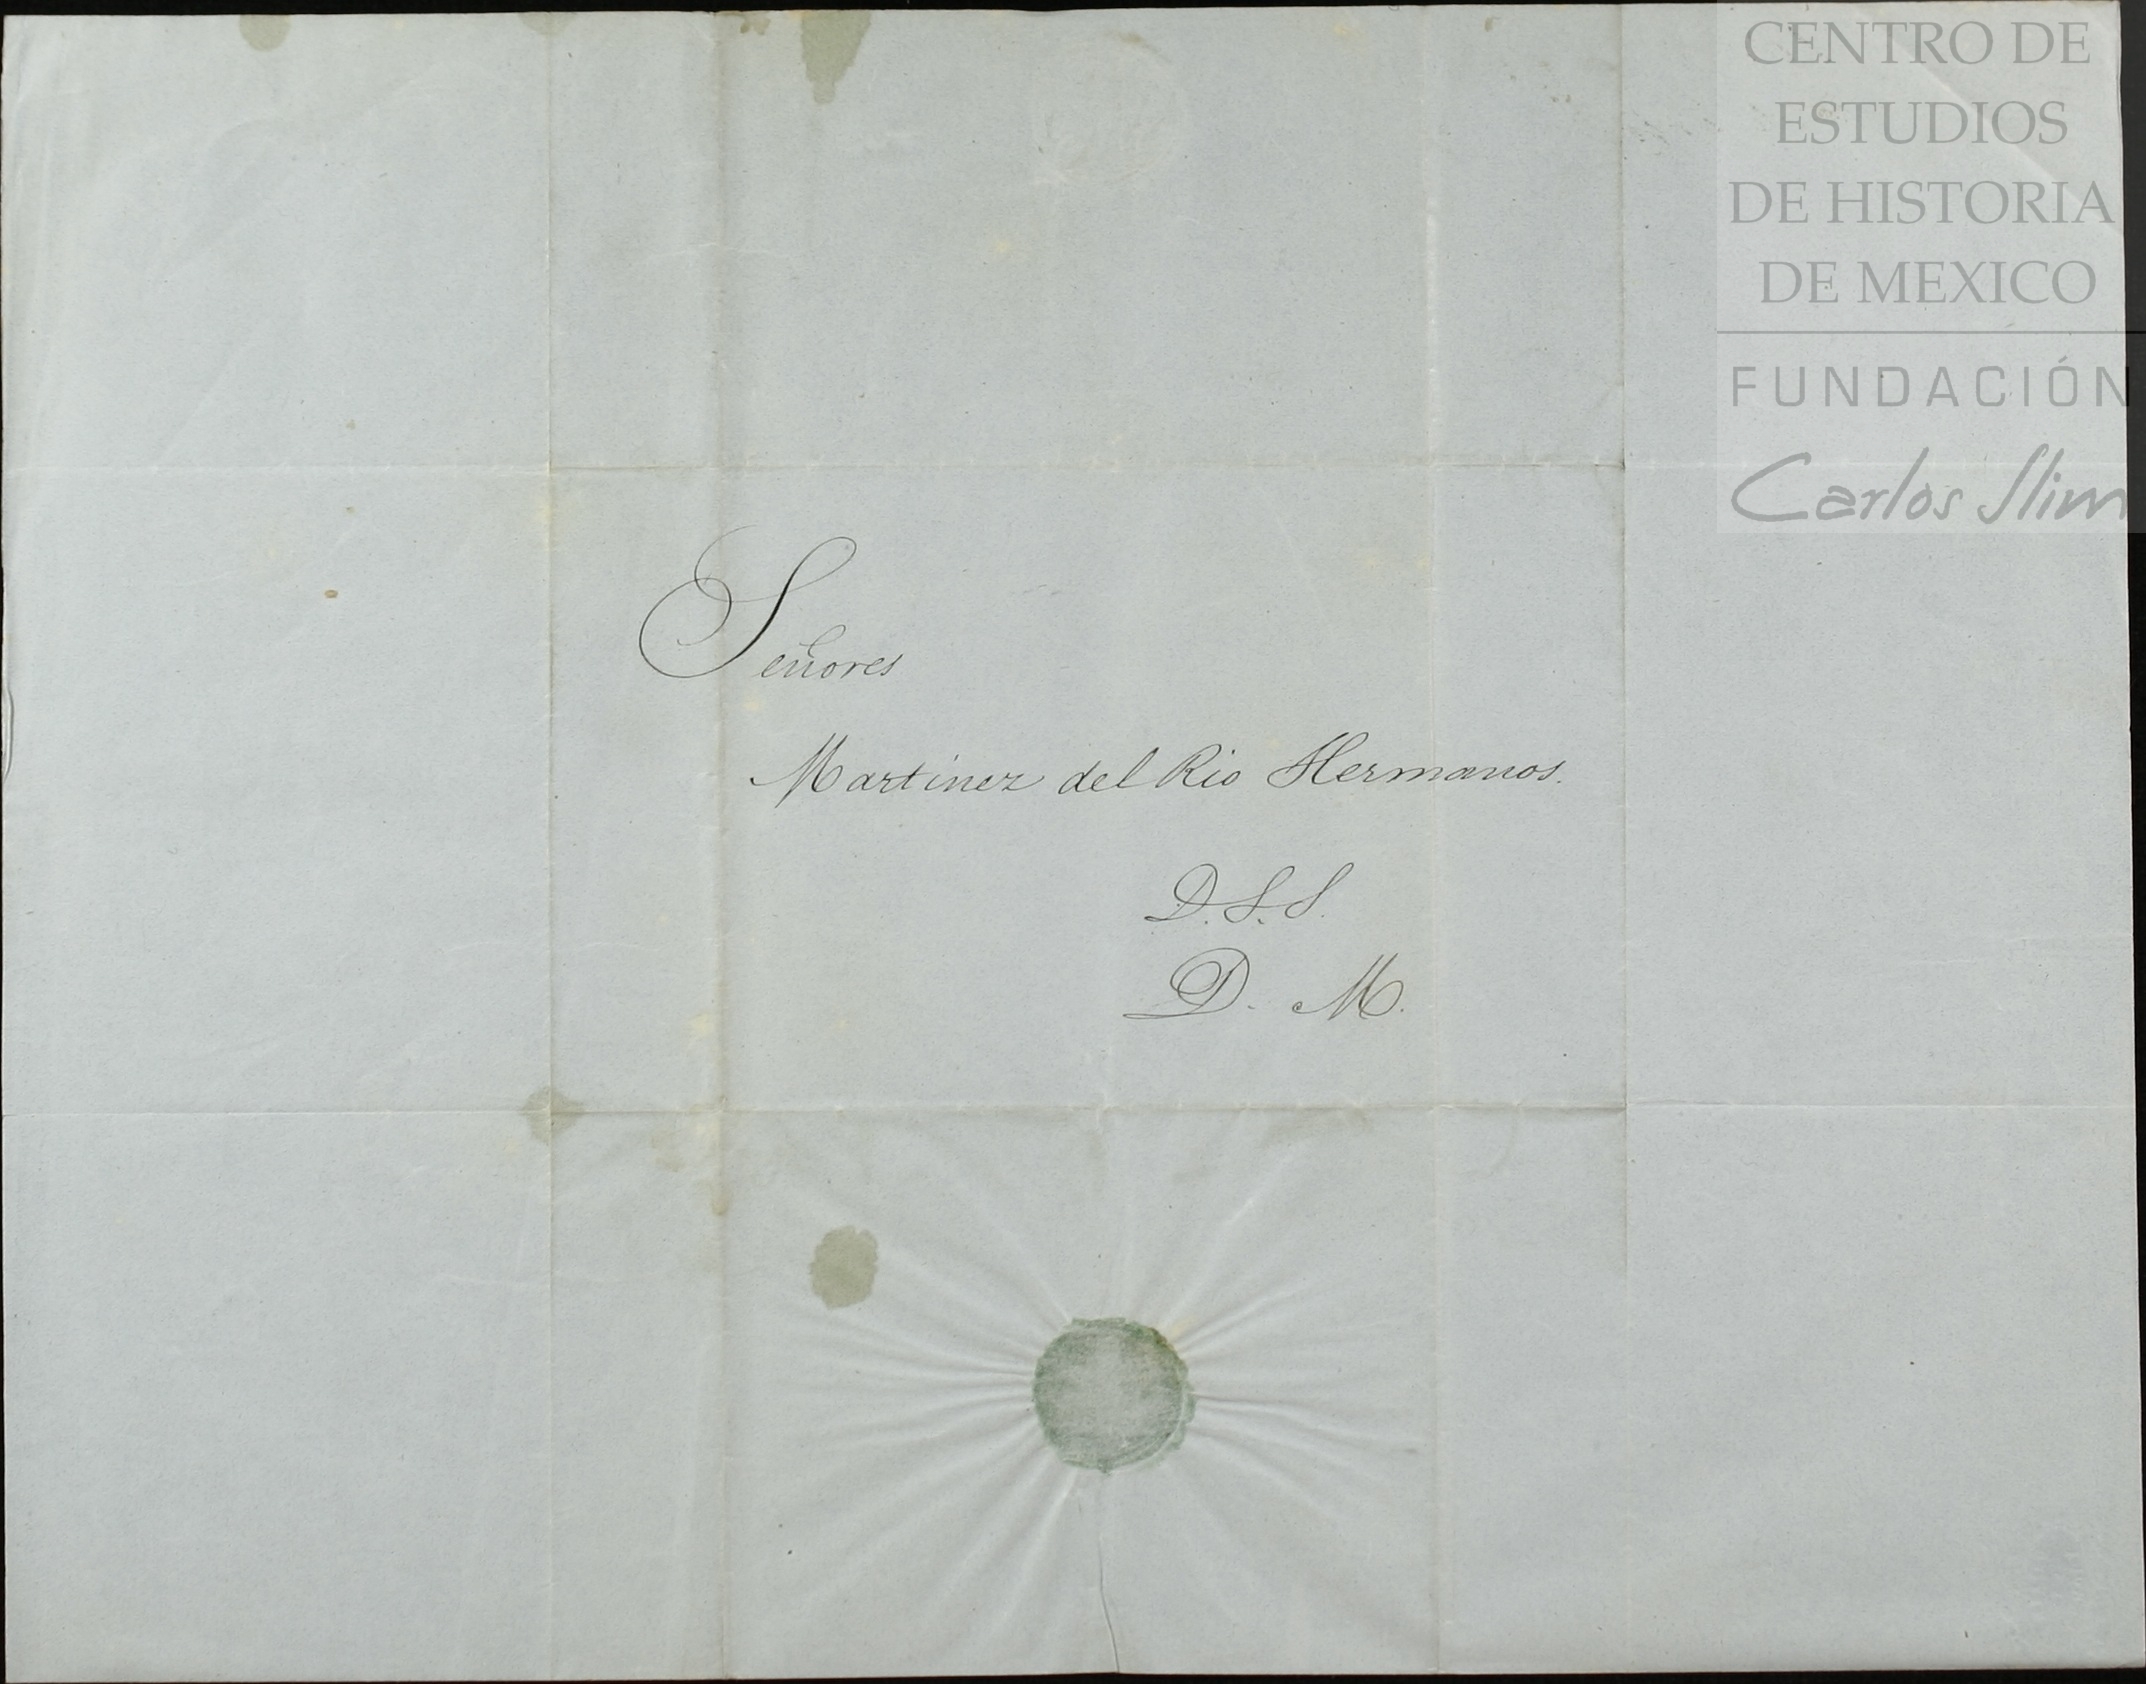 CENTRO DE
ESTUDIOS
DE HISTORIA
DE MEXICO
FUNDACIÓN
Carlos Slim
Señores
Martinez del Rio Hermanos.
D.S.S.
D. M.